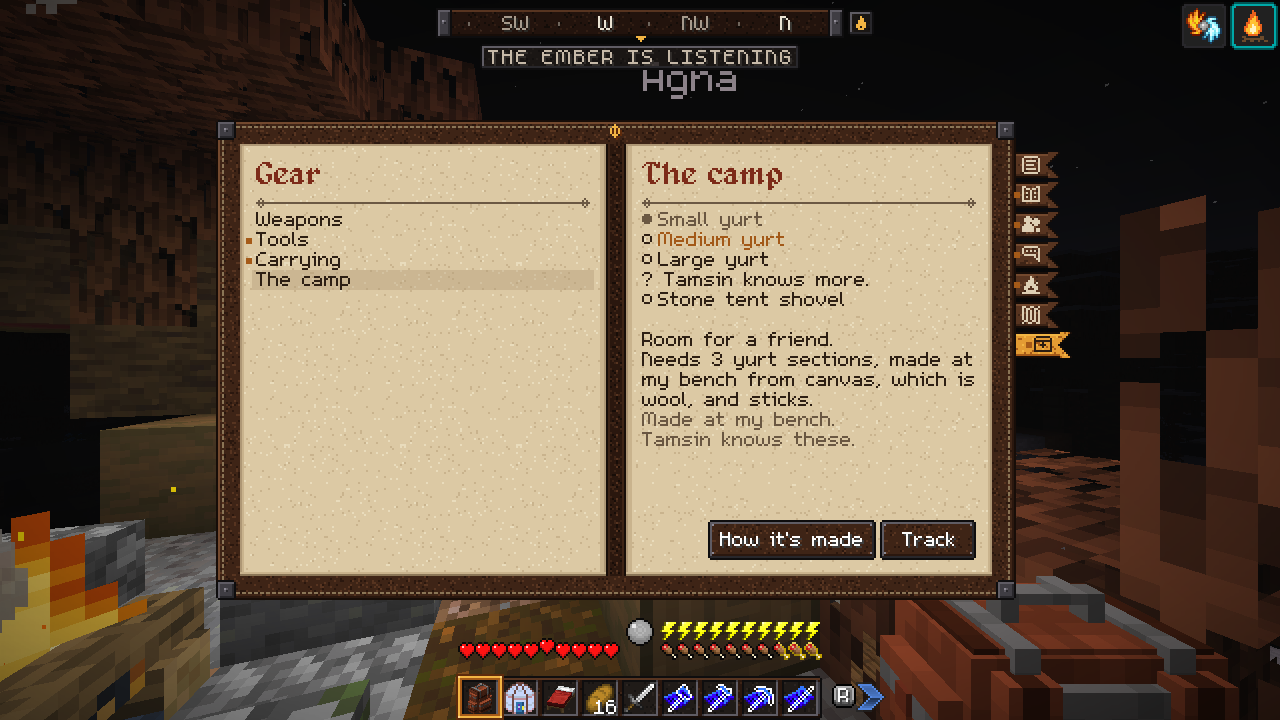 SW W NW N
THE EMBER IS LISTENING
Hgna
Gear
Weapons
Tools
Carrying
The camp
The camp
Small yurt
Medium yurt
Large yurt
? Tamsin knows more.
Stone tent shovel
Room for a friend.
Needs 3 yurt sections, made at
my bench from canvas, which is
wool, and sticks.
Made at my bench.
Tamsin knows these.
How it's made
Track
16
R